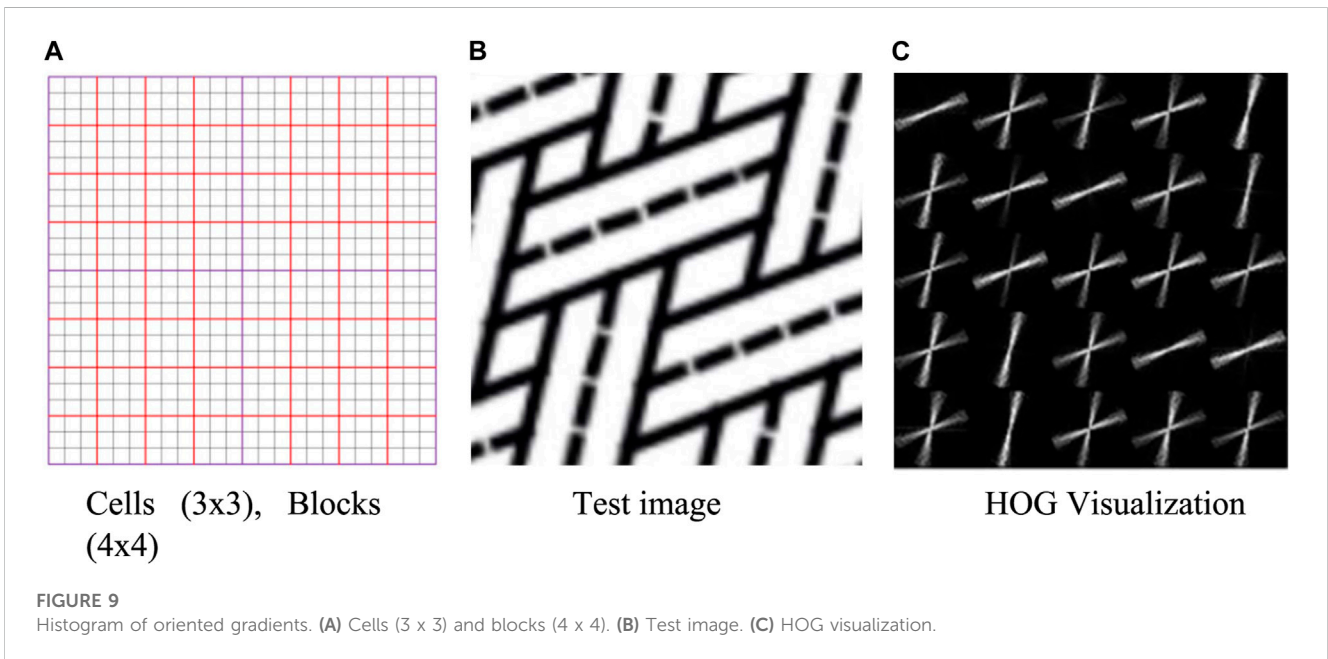 A
B
C
Cells (3x3), Blocks
(4x4)
Test image
HOG Visualization
FIGURE 9
Histogram of oriented gradients. (A) Cells (3 x 3) and blocks (4 x 4). (B) Test image. (C) HOG visualization.